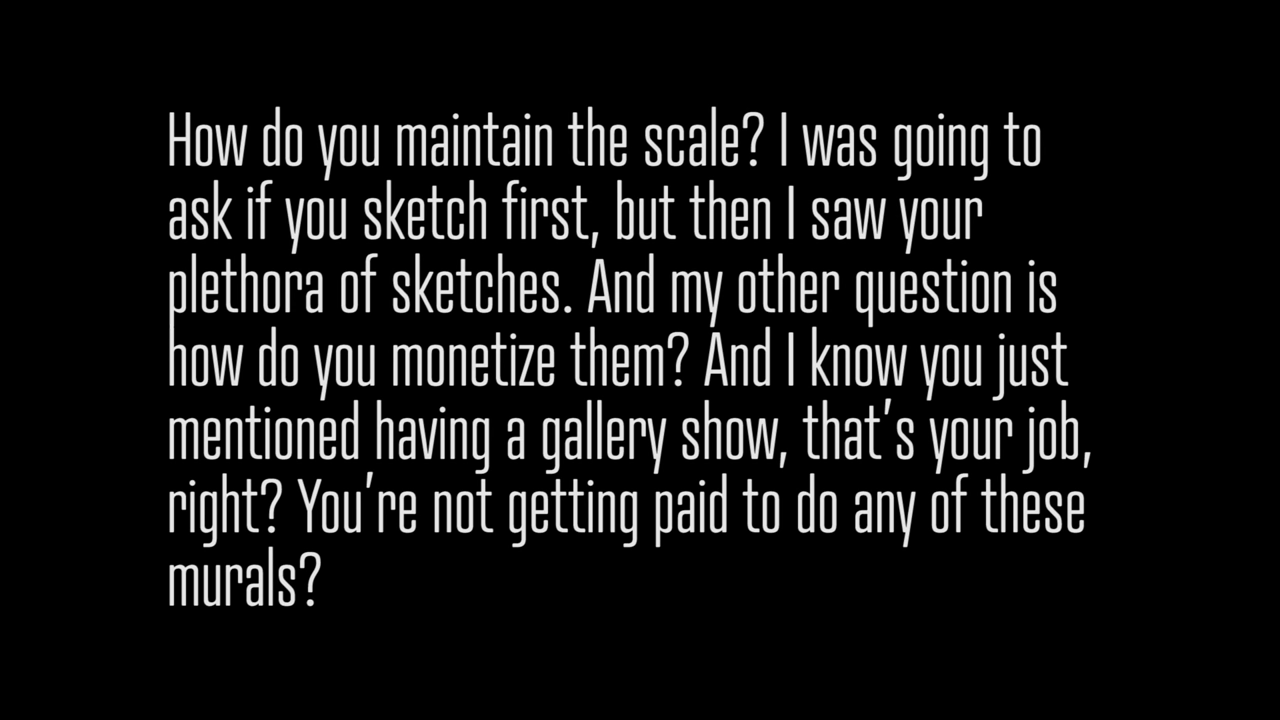 How do you maintain the scale? I was going to
ask if you sketch first, but then I saw your
plethora of sketches. And my other question is
how do you monetize them? And I know you just
mentioned having a gallery show, that's your job,
right? You're not getting paid to do any of these
murals?